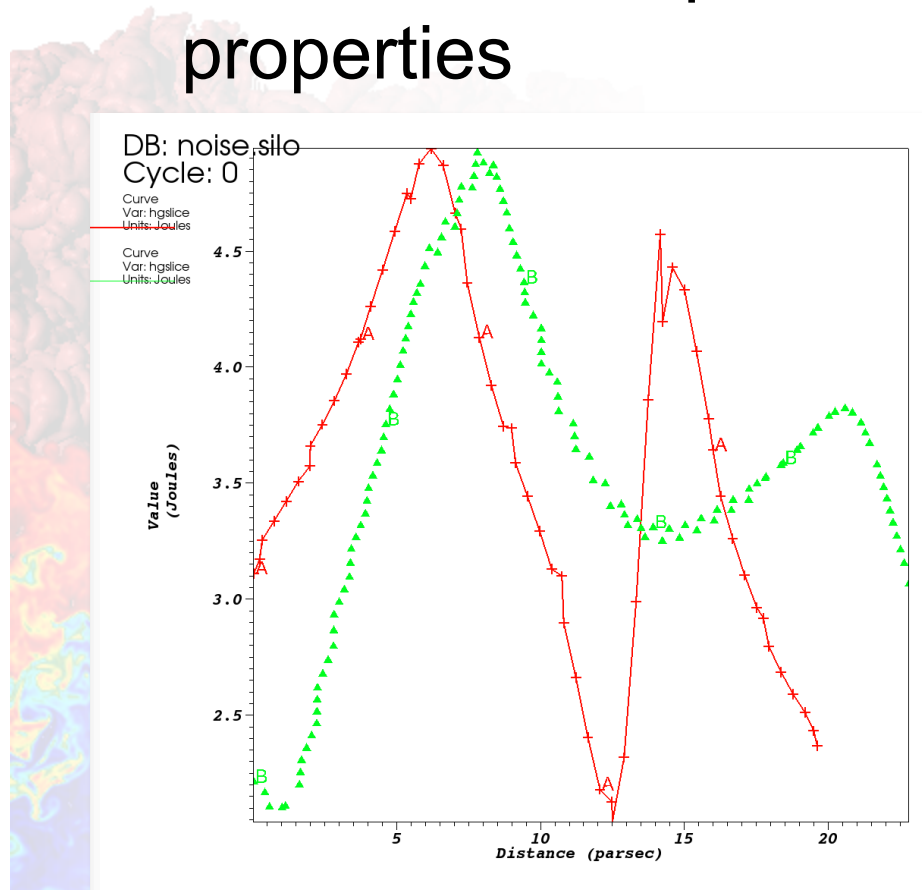 properties
DB: noise.silo
Cycle: 0
Curve
Var: hgslice
Units: Joules
Curve
Var: hgslice
Units: Joules
4.5
4.0
3.5
3.0
2.5
Value
(Joules)
5
10
15
20
Distance (parsec)
A
A
A
A
A
B
B
B
B
B